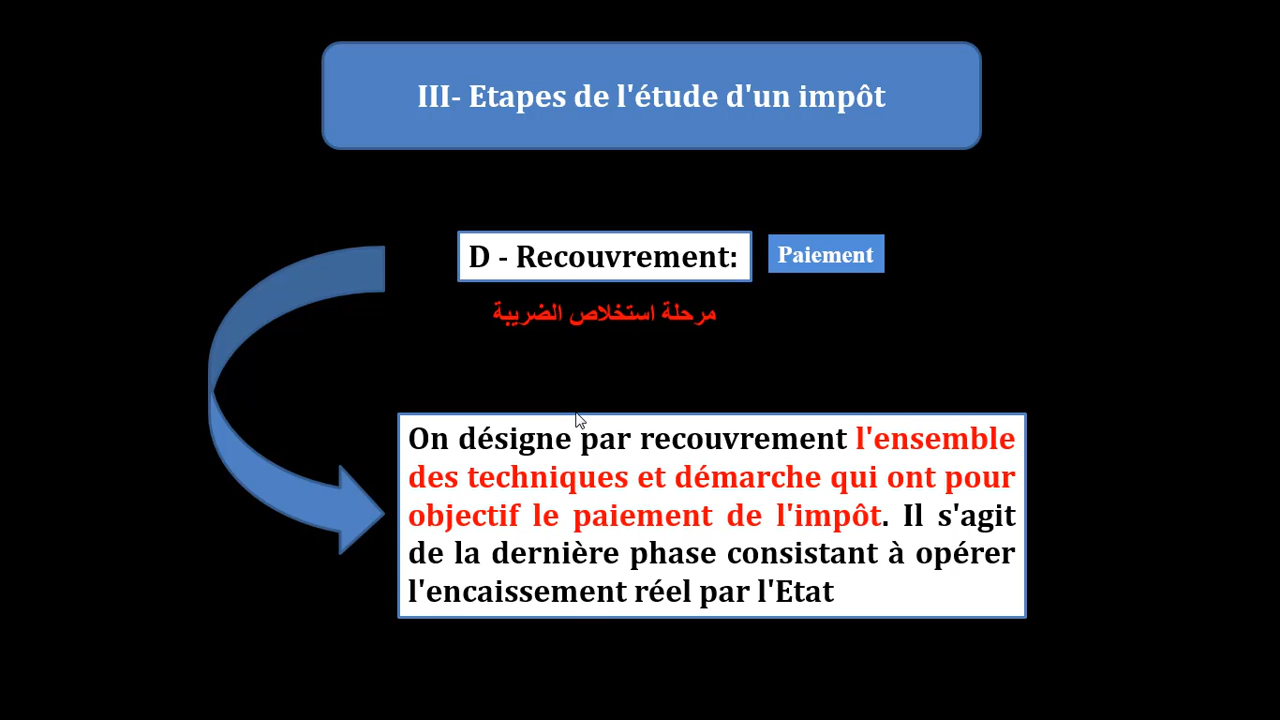 III- Etapes de l'étude d'un impôt
D - Recouvrement:
Paiement
مرحلة استخلاص الضريبة
On désigne par recouvrement l'ensemble
des techniques et démarche qui ont pour
objectif le paiement de l'impôt. Il s'agit
de la dernière phase consistant à opérer
l'encaissement réel par l'Etat